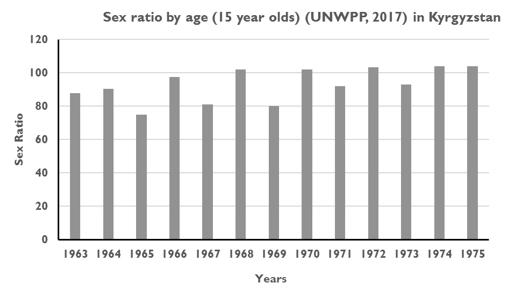 Sex ratio by age (15 year olds) (UNWPP, 2017) in Kyrgyzstan
120
100
80
60
40
20
0
Sex Ratio
1963 1964 1965 1966 1967 1968 1969 1970 1971 1972 1973 1974 1975
Years